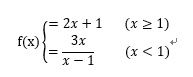 f(x) { = 2x + 1 (x ≥ 1)
= 3x / (x − 1) (x < 1)